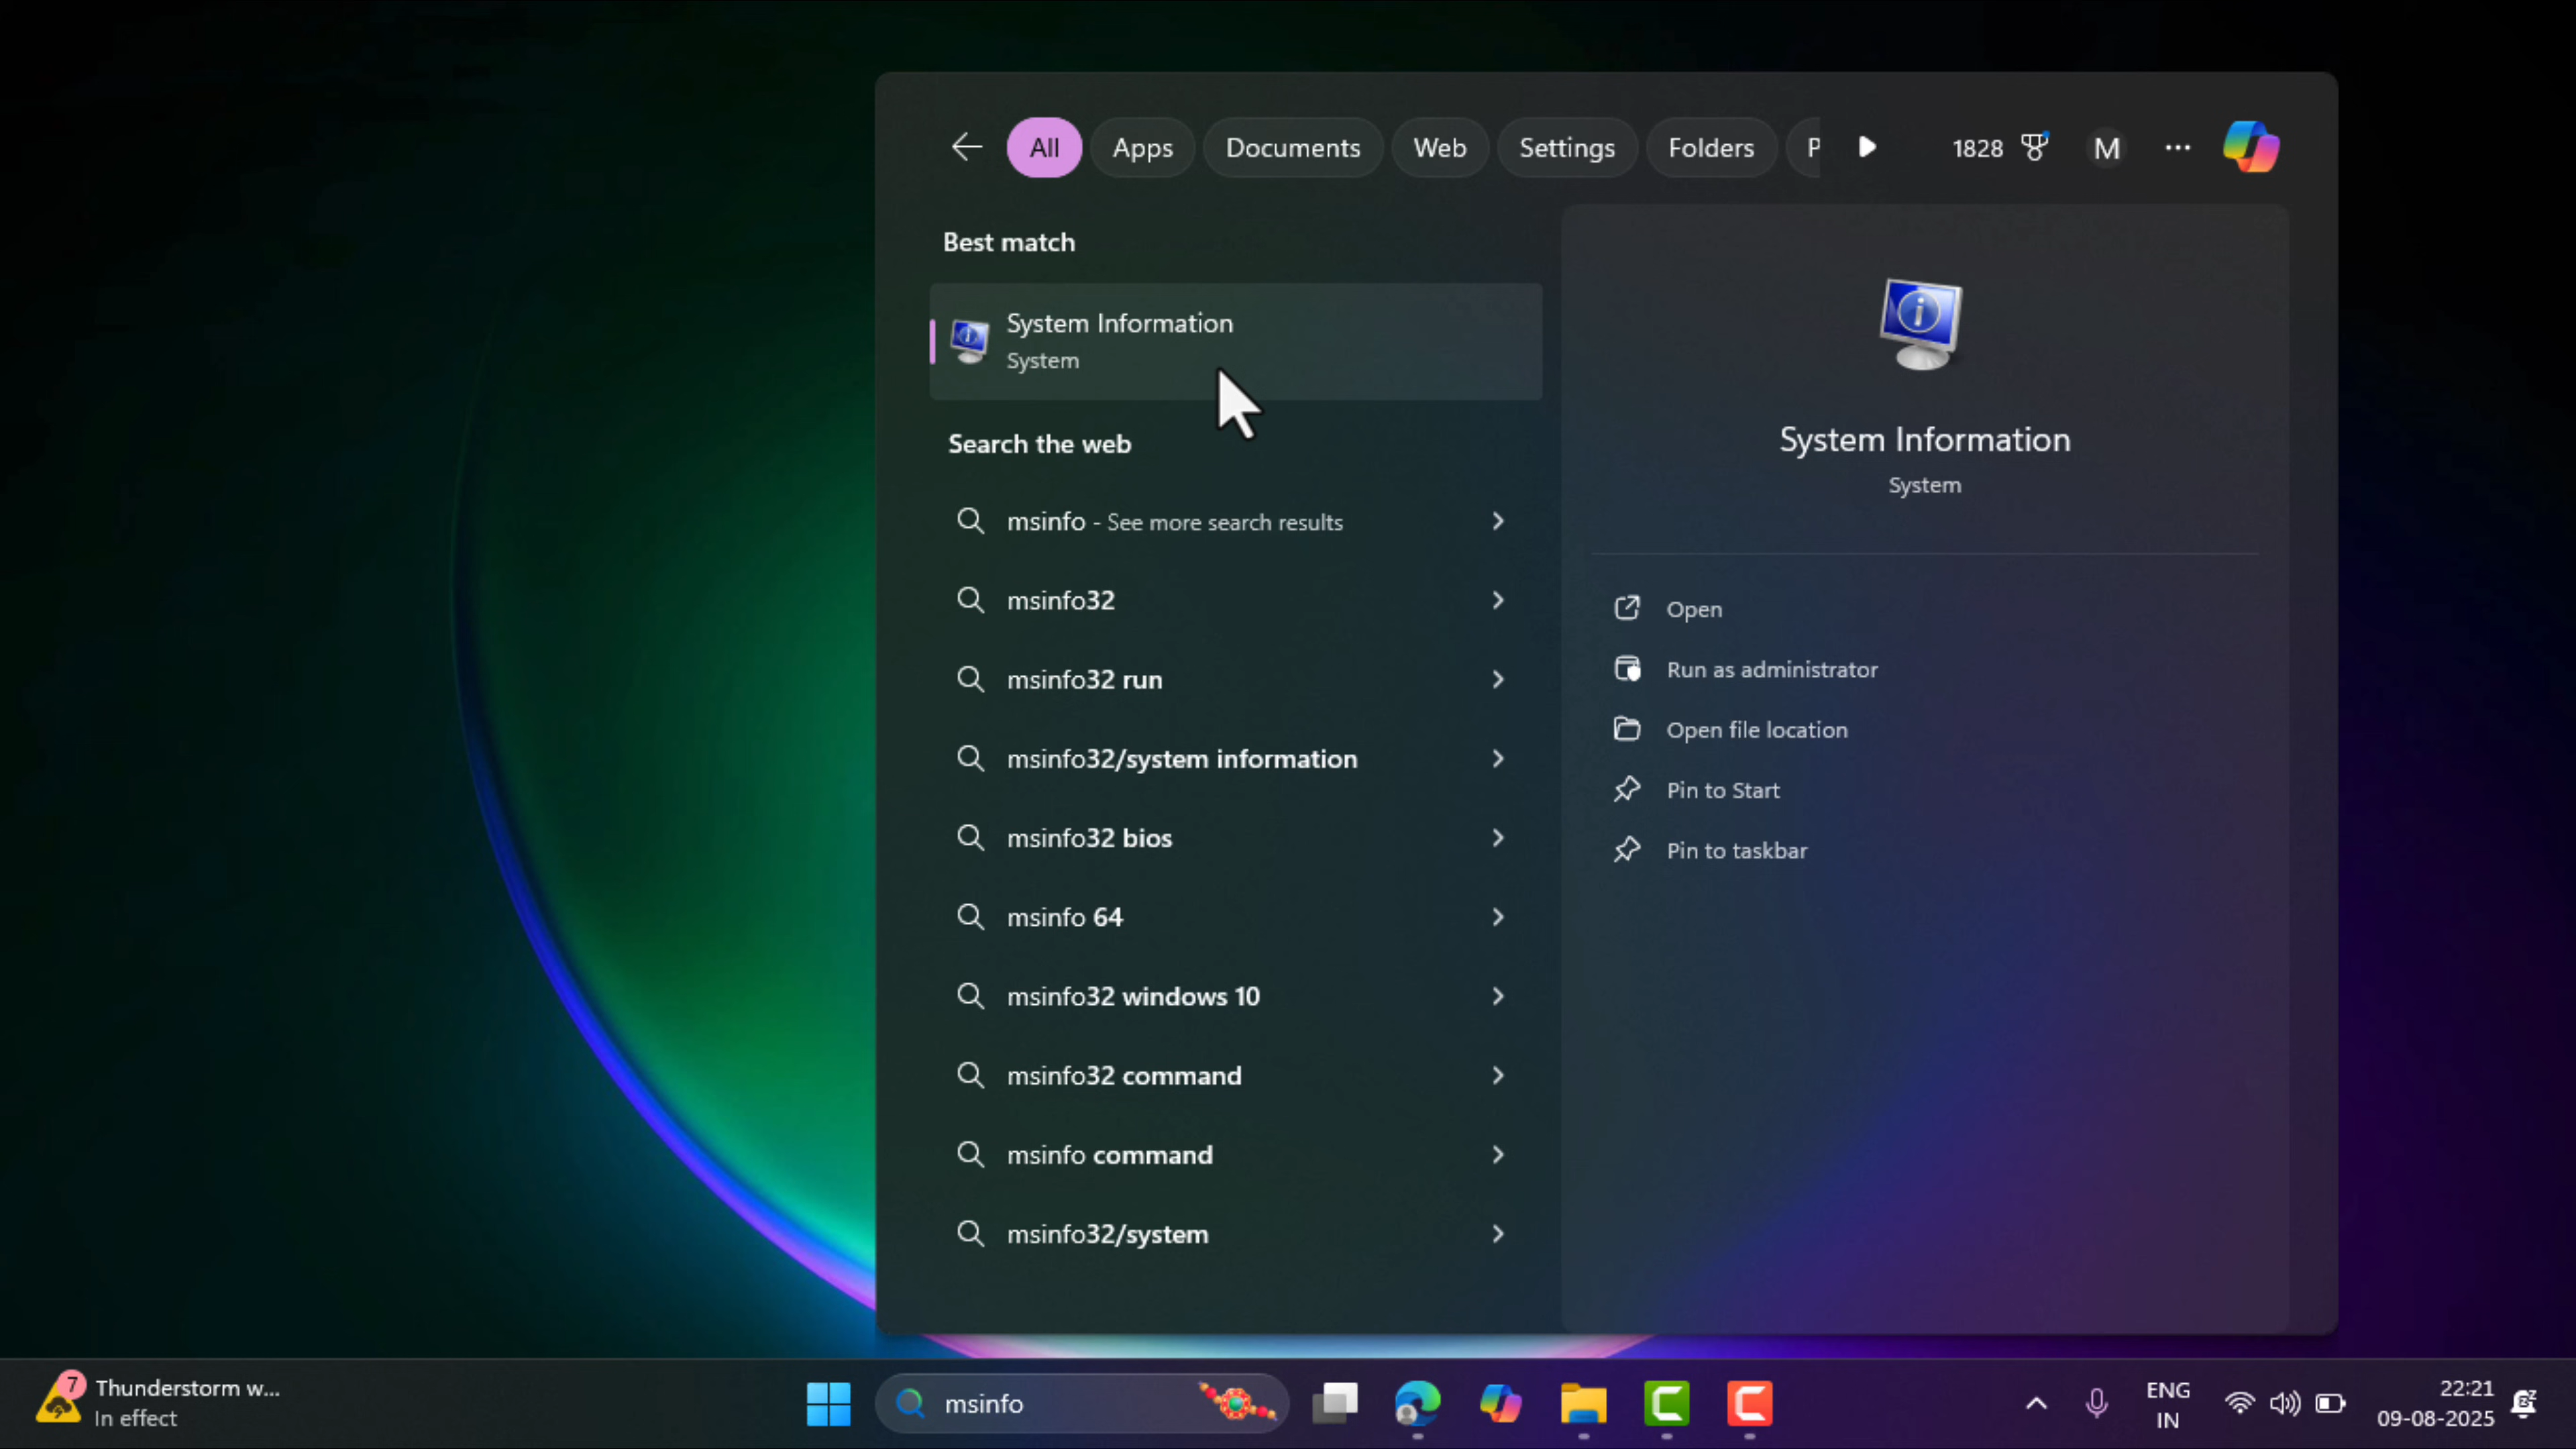 All
Apps
Documents
Web
Settings
Folders
P
1828
M
Best match
System Information
System
Search the web
msinfo - See more search results
msinfo32
msinfo32 run
msinfo32/system information
msinfo32 bios
msinfo 64
msinfo32 windows 10
msinfo32 command
msinfo command
msinfo32/system
System Information
System
Open
Run as administrator
Open file location
Pin to Start
Pin to taskbar
7
Thunderstorm w...
In effect
msinfo
ENG
IN
22:21
09-08-2025